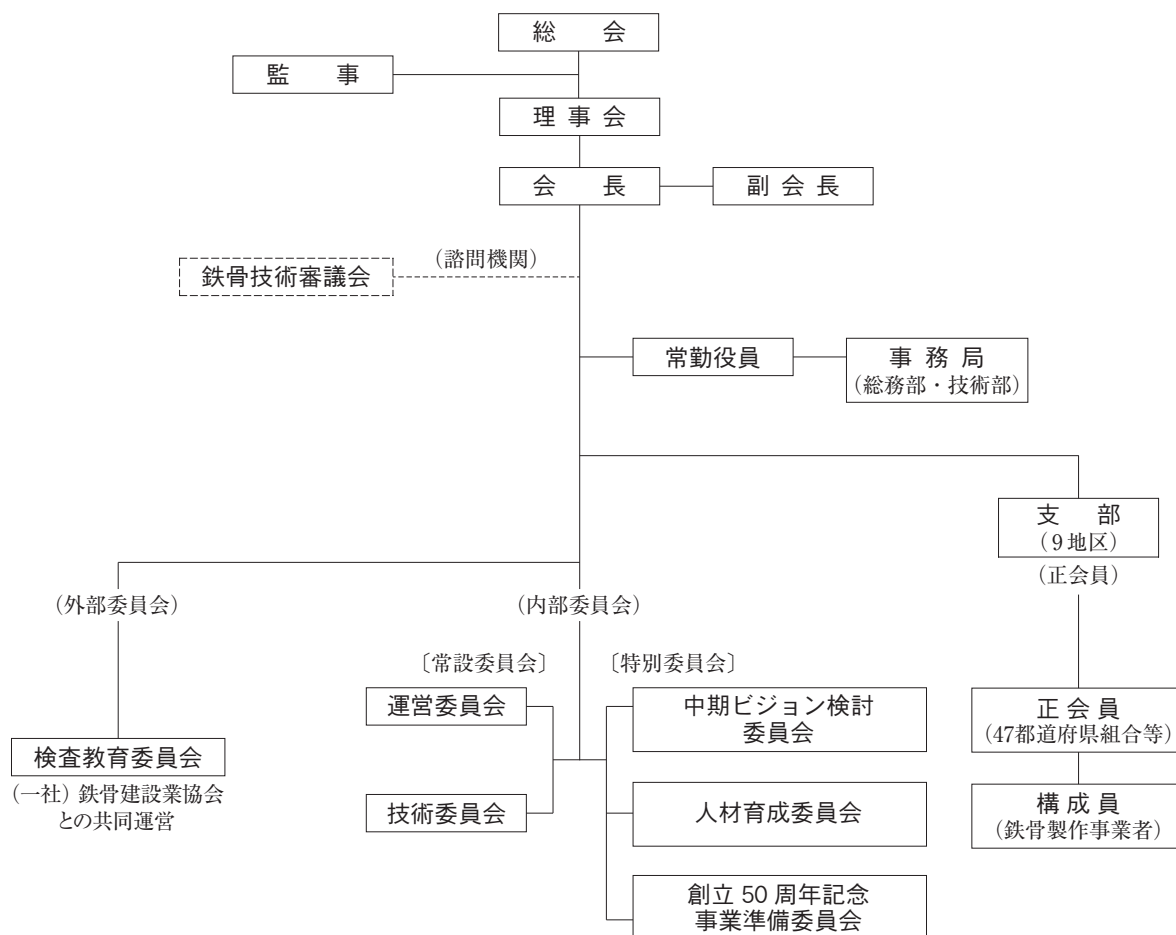 総会
監事
理事会
会長
副会長
(諮問機関)
鉄骨技術審議会
常勤役員
事務局
(総務部・技術部)
支部
(9地区)
(正会員)
(外部委員会)
(内部委員会)
〔常設委員会〕
〔特別委員会〕
運営委員会
中期ビジョン検討
委員会
正会員
(47都道府県組合等)
検査教育委員会
(一社)鉄骨建設業協会
との共同運営
技術委員会
人材育成委員会
構成員
(鉄骨製作事業者)
創立50周年記念
事業準備委員会